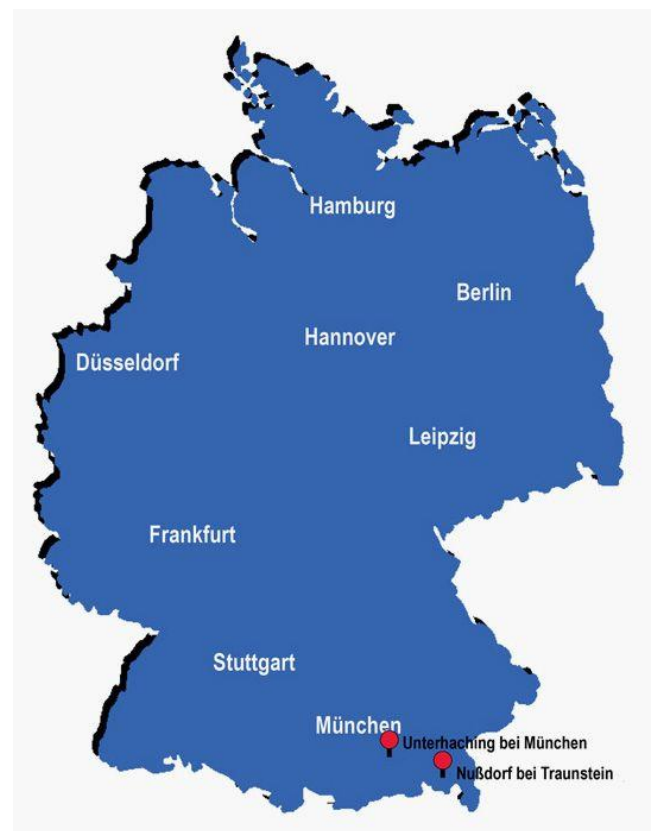 Hamburg
Berlin
Hannover
Düsseldorf
Leipzig
Frankfurt
Stuttgart
München
Unterhaching bei München
Nußdorf bei Traunstein